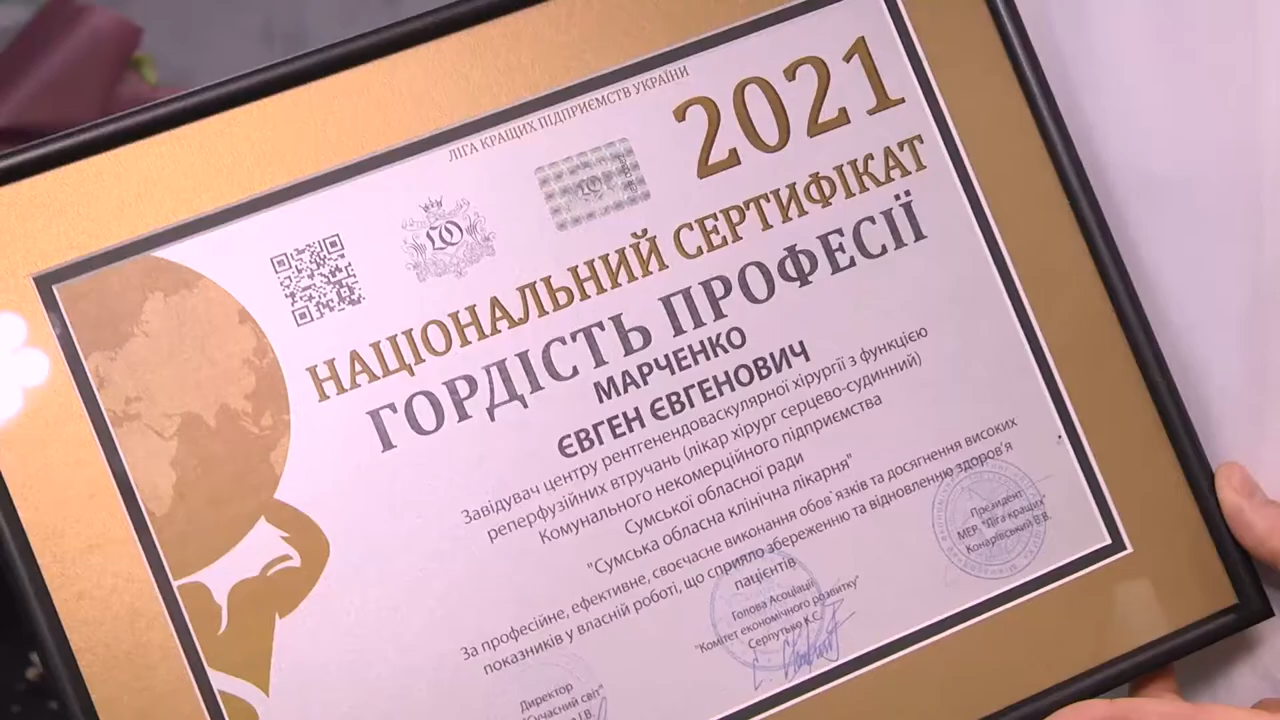 ЛІГА КРАЩИХ ПІДПРИЄМСТВ УКРАЇНИ
2021
НАЦІОНАЛЬНИЙ СЕРТИФІКАТ
ГОРДІСТЬ ПРОФЕСІЇ
МАРЧЕНКО
ЄВГЕН ЄВГЕНОВИЧ
Завідувач центру рентгенендоваскулярної хірургії з функцією
реперфузійних втручань (лікар хірург серцево-судинний)
Комунального некомерційного підприємства
Сумської обласної ради
"Сумська обласна клінічна лікарня"
За професійне, ефективне, своєчасне виконання обов'язків та досягнення високих
показників у власній роботі, що сприяло збереженню та відновленню здоров'я
пацієнтів
Президент
МЕР "Ліга кращих"
Конарівський В.В.
Голова Асоціації
"Комітет економічного розвитку"
Серпутько К.С.
Директор
"Сучасний світ"
І.В.